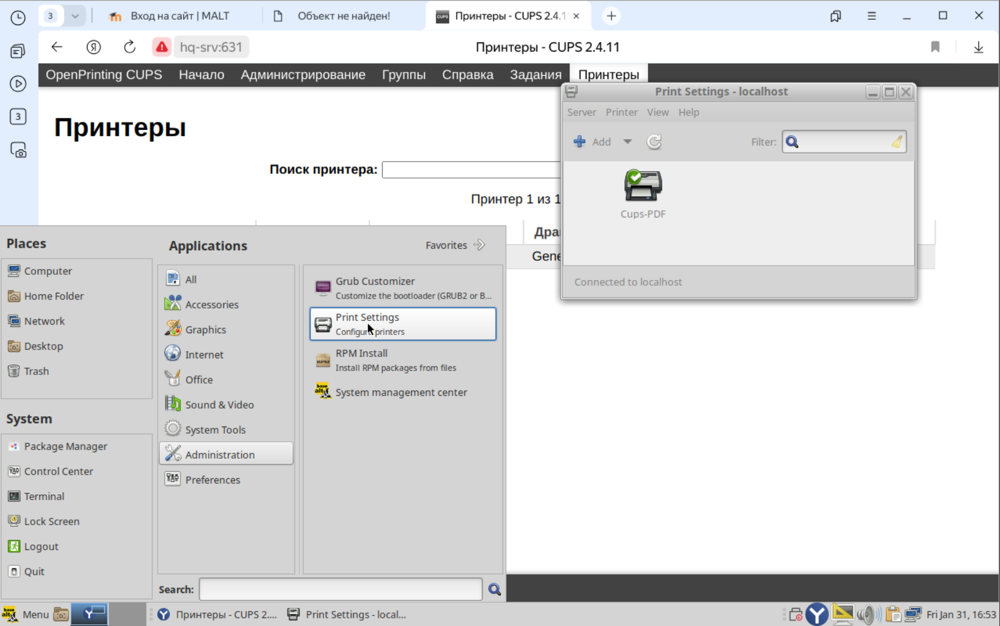 3
Вход на сайт | MALT
Объект не найден!
Принтеры - CUPS 2.4.1
hq-srv:631
Принтеры - CUPS 2.4.11
OpenPrinting CUPS
Начало
Администрирование
Группы
Справка
Задания
Принтеры
3
Принтеры
Поиск принтера:
Принтер 1 из 1
Gene
Print Settings - localhost
Server
Printer
View
Help
Add
Filter:
Cups-PDF
Connected to localhost
Places
Computer
Home Folder
Network
Desktop
Trash
System
Package Manager
Control Center
Terminal
Lock Screen
Logout
Quit
Applications
Favorites
All
Accessories
Graphics
Internet
Office
Sound & Video
System Tools
Administration
Preferences
Grub Customizer
Customize the bootloader (GRUB2 or B...
Print Settings
Configure printers
RPM Install
Install RPM packages from files
System management center
Search:
Menu
Принтеры - CUPS 2....
Print Settings - local...
Fri Jan 31, 16:53